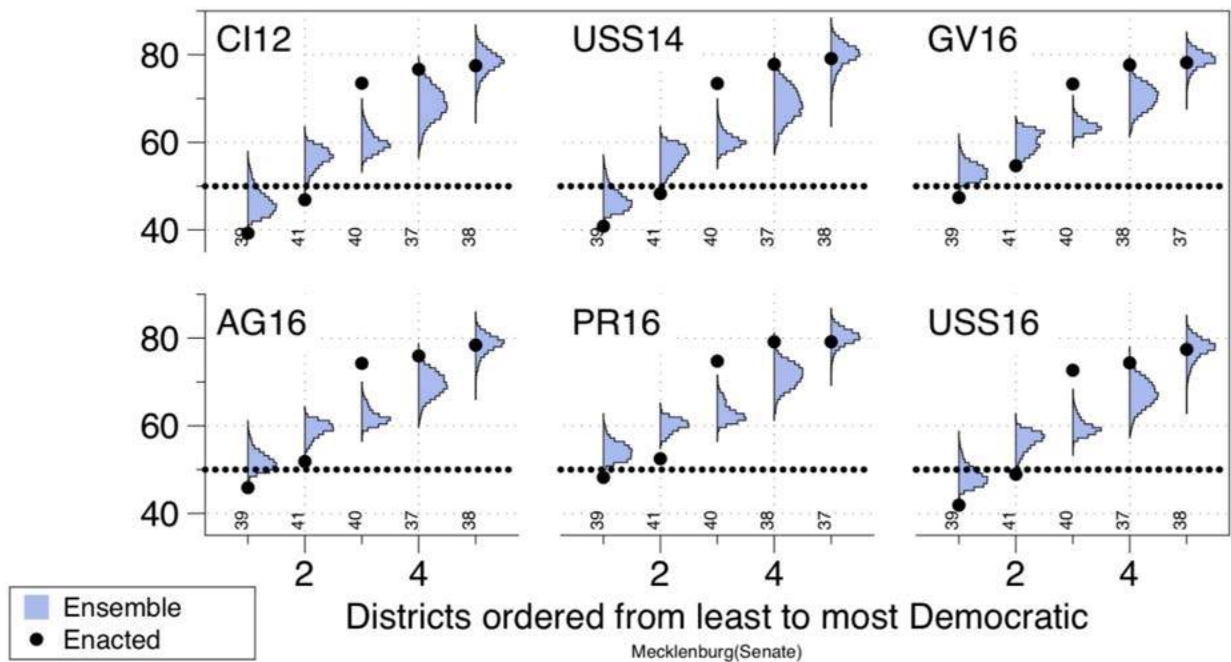 CI12 USS14 GV16
80
60
40
39 41 40 37 38 39 41 40 37 38 39 41 40 38 37
AG16 PR16 USS16
80
60
40
39 41 40 37 38 39 41 40 38 37 39 41 40 37 38
2 4 2 4 2 4
Ensemble
Enacted
Districts ordered from least to most Democratic
Mecklenburg(Senate)